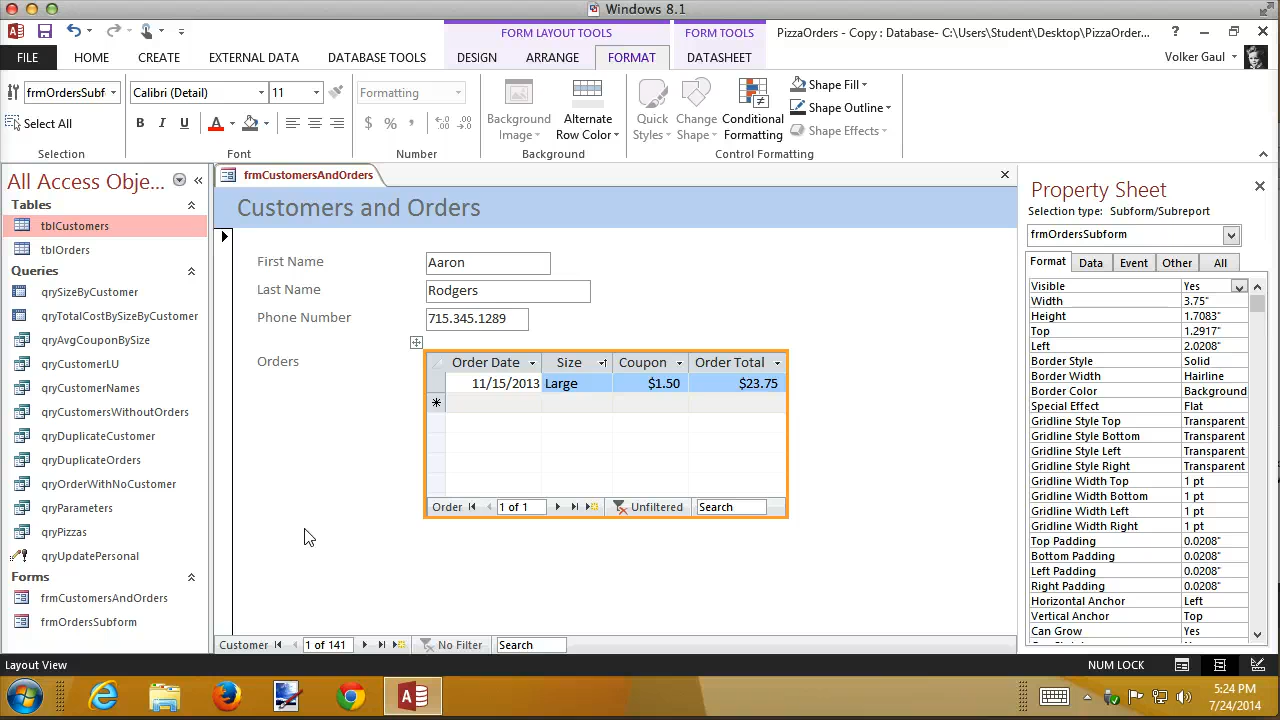 Windows 8.1
FORM LAYOUT TOOLS
FORM TOOLS
PizzaOrders - Copy : Database- C:\Users\Student\Desktop\PizzaOrder...
?
FILE
HOME
CREATE
EXTERNAL DATA
DATABASE TOOLS
DESIGN
ARRANGE
FORMAT
DATASHEET
Volker Gaul
frmOrdersSubf
Select All
Selection
Calibri (Detail)
11
B I U A
Font
Formatting
$ % , .00
Number
Background Image
Alternate Row Color
Background
Quick Styles
Change Shape
Conditional Formatting
Shape Fill
Shape Outline
Shape Effects
Control Formatting
All Access Obje...
Tables
tblCustomers
tblOrders
Queries
qrySizeByCustomer
qryTotalCostBySizeByCustomer
qryAvgCouponBySize
qryCustomerLU
qryCustomerNames
qryCustomersWithoutOrders
qryDuplicateCustomer
qryDuplicateOrders
qryOrderWithNoCustomer
qryParameters
qryPizzas
qryUpdatePersonal
Forms
frmCustomersAndOrders
frmOrdersSubform
frmCustomersAndOrders
Customers and Orders
First Name
Aaron
Last Name
Rodgers
Phone Number
715.345.1289
Orders
Order Date Size Coupon Order Total
11/15/2013 Large $1.50 $23.75
Order 1 of 1 Unfiltered Search
Customer 1 of 141 No Filter Search
Property Sheet
Selection type: Subform/Subreport
frmOrdersSubform
Format Data Event Other All
Visible Yes
Width 3.75"
Height 1.7083"
Top 1.2917"
Left 2.0208"
Border Style Solid
Border Width Hairline
Border Color Background
Special Effect Flat
Gridline Style Top Transparent
Gridline Style Bottom Transparent
Gridline Style Left Transparent
Gridline Style Right Transparent
Gridline Width Top 1 pt
Gridline Width Bottom 1 pt
Gridline Width Left 1 pt
Gridline Width Right 1 pt
Top Padding 0.0208"
Bottom Padding 0.0208"
Left Padding 0.0208"
Right Padding 0.0208"
Horizontal Anchor Left
Vertical Anchor Top
Can Grow Yes
Layout View
NUM LOCK
5:24 PM
7/24/2014